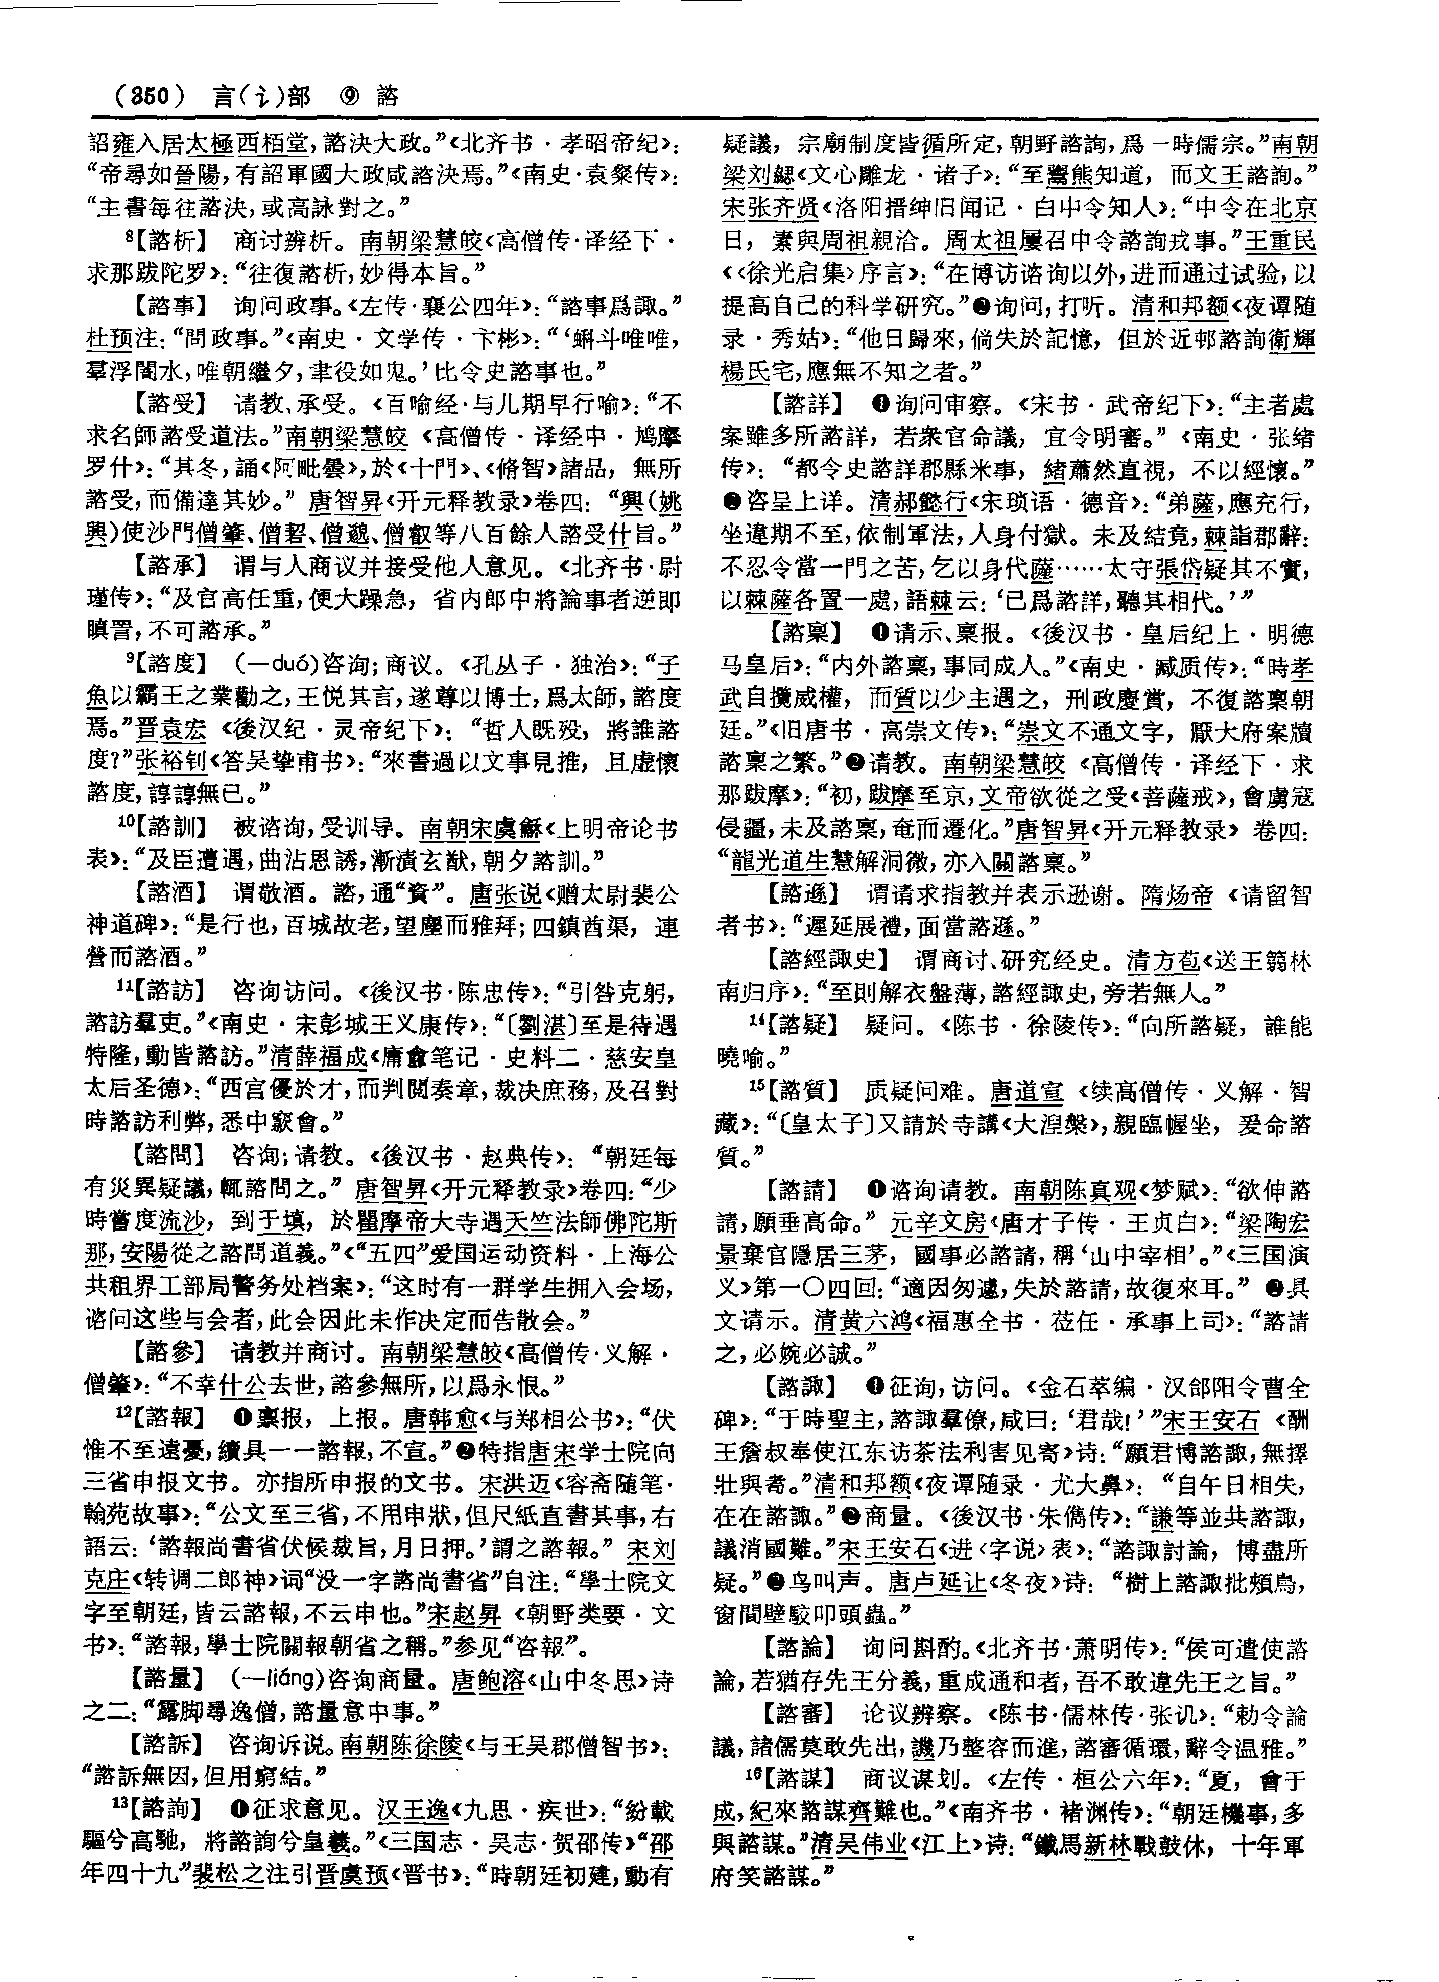 (350) 言(讠)部 ⑨ 諮
詔雍入居太極西栢堂，諮決大政。”《北齐书·孝昭帝纪》：
“帝尋如晉陽，有詔軍國大政咸諮決焉。”《南史·袁粲传》：
“主書每往諮決，或高詠對之。”
⁸【諮析】 商讨辨析。南朝梁慧皎《高僧传·译经下·
求那跋陀罗》：“往復諮析，妙得本旨。”
【諮事】 询问政事。《左传·襄公四年》：“諮事爲諏。”
杜预注：“問政事。”《南史·文学传·卞彬》：“‘蝌斗唯唯，
羣浮闇水，唯朝繼夕，聿役如鬼。’比令史諮事也。”
【諮受】 请教、承受。《百喻经·与儿期早行喻》：“不
求名師諮受道法。”南朝梁慧皎《高僧传·译经中·鸠摩
罗什》：“其冬，誦《阿毗曇》，於《十門》、《脩智》諸品，無所
諮受，而備達其妙。”唐智昇《开元释教录》卷四：“興（姚
興）使沙門僧肇、僧䂮、僧邈、僧叡等八百餘人諮受什旨。”
【諮承】 谓与人商议并接受他人意见。《北齐书·尉
瑾传》：“及官高任重，便大躁急，省内郎中將論事者逆即
瞋詈，不可諮承。”
⁹【諮度】 （—duó）咨询；商议。《孔丛子·独治》：“子
魚以霸王之業勸之，王悦其言，遂尊以博士，爲太師，諮度
焉。”晋袁宏《後汉纪·灵帝纪下》：“哲人既殁，將誰諮
度？”张裕钊《答吴挚甫书》：“來書過以文事見推，且虚懷
諮度，諄諄無已。”
¹⁰【諮訓】 被谘询，受训导。南朝宋虞龢《上明帝论书
表》：“及臣遭遇，曲沾恩誘，漸漬玄猷，朝夕諮訓。”
【諮酒】 谓敬酒。諮，通“資”。唐张说《赠太尉裴公
神道碑》：“是行也，百城故老，望塵而雅拜；四鎮酋渠，連
營而諮酒。”
¹¹【諮訪】 咨询访问。《後汉书·陈忠传》：“引咎克躬，
諮訪羣吏。”《南史·宋彭城王义康传》：“〔劉湛〕至是待遇
特隆，動皆諮訪。”清薛福成《庸盦笔记·史料二·慈安皇
太后圣德》：“西宫優於才，而判閲奏章，裁决庶務，及召對
時諮訪利弊，悉中窾會。”
【諮問】 咨询；请教。《後汉书·赵典传》：“朝廷每
有災異疑議，輒諮問之。”唐智昇《开元释教录》卷四：“少
時嘗度流沙，到于填，於瞿摩帝大寺遇天竺法師佛陀斯
那，安陽從之諮問道義。”《“五四”爱国运动资料·上海公
共租界工部局警务处档案》：“这时有一群学生拥入会场，
谘问这些与会者，此会因此未作决定而告散会。”
【諮參】 请教并商讨。南朝梁慧皎《高僧传·义解·
僧肇》：“不幸什公去世，諮參無所，以爲永恨。”
¹²【諮報】 ❶禀报，上报。唐韩愈《与郑相公书》：“伏
惟不至遠憂，續具一一諮報，不宣。”❷特指唐宋学士院向
三省申报文书。亦指所申报的文书。宋洪迈《容斋随笔·
翰苑故事》：“公文至三省，不用申狀，但尺紙直書其事，右
語云：‘諮報尚書省伏候裁旨，月日押。’謂之諮報。”宋刘
克庄《转调二郎神》词“没一字諮尚書省”自注：“學士院文
字至朝廷，皆云諮報，不云申也。”宋赵昇《朝野类要·文
书》：“諮報，學士院關報朝省之稱。”参见“咨報”。
【諮量】 （—liáng）咨询商量。唐鲍溶《山中冬思》诗
之二：“露脚尋逸僧，諮量意中事。”
【諮訴】 咨询诉说。南朝陈徐陵《与王吴郡僧智书》：
“諮訴無因，但用窮結。”
¹³【諮詢】 ❶征求意见。汉王逸《九思·疾世》：“紛載
驅兮高馳，將諮詢兮皇羲。”《三国志·吴志·贺邵传》“邵
年四十九”裴松之注引晋虞预《晋书》：“時朝廷初建，動有
疑議，宗廟制度皆循所定，朝野諮詢，爲一時儒宗。”南朝
梁刘勰《文心雕龙·诸子》：“至鬻熊知道，而文王諮詢。”
宋张齐贤《洛阳搢绅旧闻记·白中令知人》：“中令在北京
日，素與周祖親洽。周太祖屢召中令諮詢戎事。”王重民
《〈徐光启集〉序言》：“在博访谘询以外，进而通过试验，以
提高自己的科学研究。”❷询问，打听。清和邦额《夜谭随
录·秀姑》：“他日歸來，倘失於記憶，但於近邨諮詢衛輝
楊氏宅，應無不知之者。”
【諮詳】 ❶询问审察。《宋书·武帝纪下》：“主者處
案雖多所諮詳，若衆官命議，宜令明審。”《南史·张绪
传》：“都令史諮詳郡縣米事，緒蕭然直視，不以經懷。”
❷咨呈上详。清郝懿行《宋琐语·德音》：“弟薩，應充行，
坐違期不至，依制軍法，人身付獄。未及結竟，棘詣郡辭：
不忍令當一門之苦，乞以身代薩……太守張岱疑其不實，
以棘薩各置一處，語棘云：‘已爲諮詳，聽其相代。’”
【諮稟】 ❶请示、禀报。《後汉书·皇后纪上·明德
马皇后》：“内外諮稟，事同成人。”《南史·臧质传》：“時孝
武自攬威權，而質以少主遇之，刑政慶賞，不復諮稟朝
廷。”《旧唐书·高崇文传》：“崇文不通文字，厭大府案牘
諮稟之繁。”❷请教。南朝梁慧皎《高僧传·译经下·求
那跋摩》：“初，跋摩至京，文帝欲從之受《菩薩戒》，會虜寇
侵疆，未及諮稟，奄而遷化。”唐智昇《开元释教录》卷四：
“龍光道生慧解洞微，亦入關諮稟。”
【諮遜】 谓请求指教并表示逊谢。隋炀帝《请留智
者书》：“遲延展禮，面當諮遜。”
【諮經諏史】 谓商讨、研究经史。清方苞《送王篛林
南归序》：“至則解衣盤薄，諮經諏史，旁若無人。”
¹⁴【諮疑】 疑问。《陈书·徐陵传》：“向所諮疑，誰能
曉喻。”
¹⁵【諮質】 质疑问难。唐道宣《续高僧传·义解·智
藏》：“〔皇太子〕又請於寺講《大涅槃》，親臨幄坐，爰命諮
質。”
【諮請】 ❶谘询请教。南朝陈真观《梦赋》：“欲伸諮
請，願垂高命。”元辛文房《唐才子传·王贞白》：“梁陶宏
景棄官隱居三茅，國事必諮請，稱‘山中宰相’。”《三国演
义》第一〇四回：“適因匆遽，失於諮請，故復來耳。”❷具
文请示。清黄六鸿《福惠全书·莅任·承事上司》：“諮請
之，必婉必誠。”
【諮諏】 ❶征询，访问。《金石萃编·汉郃阳令曹全
碑》：“于時聖主，諮諏羣僚，咸曰：‘君哉！’”宋王安石《酬
王詹叔奉使江东访茶法利害见寄》诗：“願君博諮諏，無擇
壯與耆。”清和邦额《夜谭随录·尤大鼻》：“自午日相失，
在在諮諏。”❷商量。《後汉书·朱儁传》：“謙等並共諮諏，
議消國難。”宋王安石《进〈字说〉表》：“諮諏討論，博盡所
疑。”❸鸟叫声。唐卢延让《冬夜》诗：“樹上諮諏批頰鳥，
窗間壁駁叩頭蟲。”
【諮論】 询问斟酌。《北齐书·萧明传》：“侯可遣使諮
論，若猶存先王分義，重成通和者，吾不敢違先王之旨。”
【諮審】 论议辨察。《陈书·儒林传·张讥》：“勑令論
議，諸儒莫敢先出，譏乃整容而進，諮審循環，辭令温雅。”
¹⁶【諮謀】 商议谋划。《左传·桓公六年》：“夏，會于
成，紀來諮謀齊難也。”《南齐书·褚渊传》：“朝廷機事，多
與諮謀。”清吴伟业《江上》诗：“鐵馬新林戰鼓休，十年軍
府笑諮謀。”